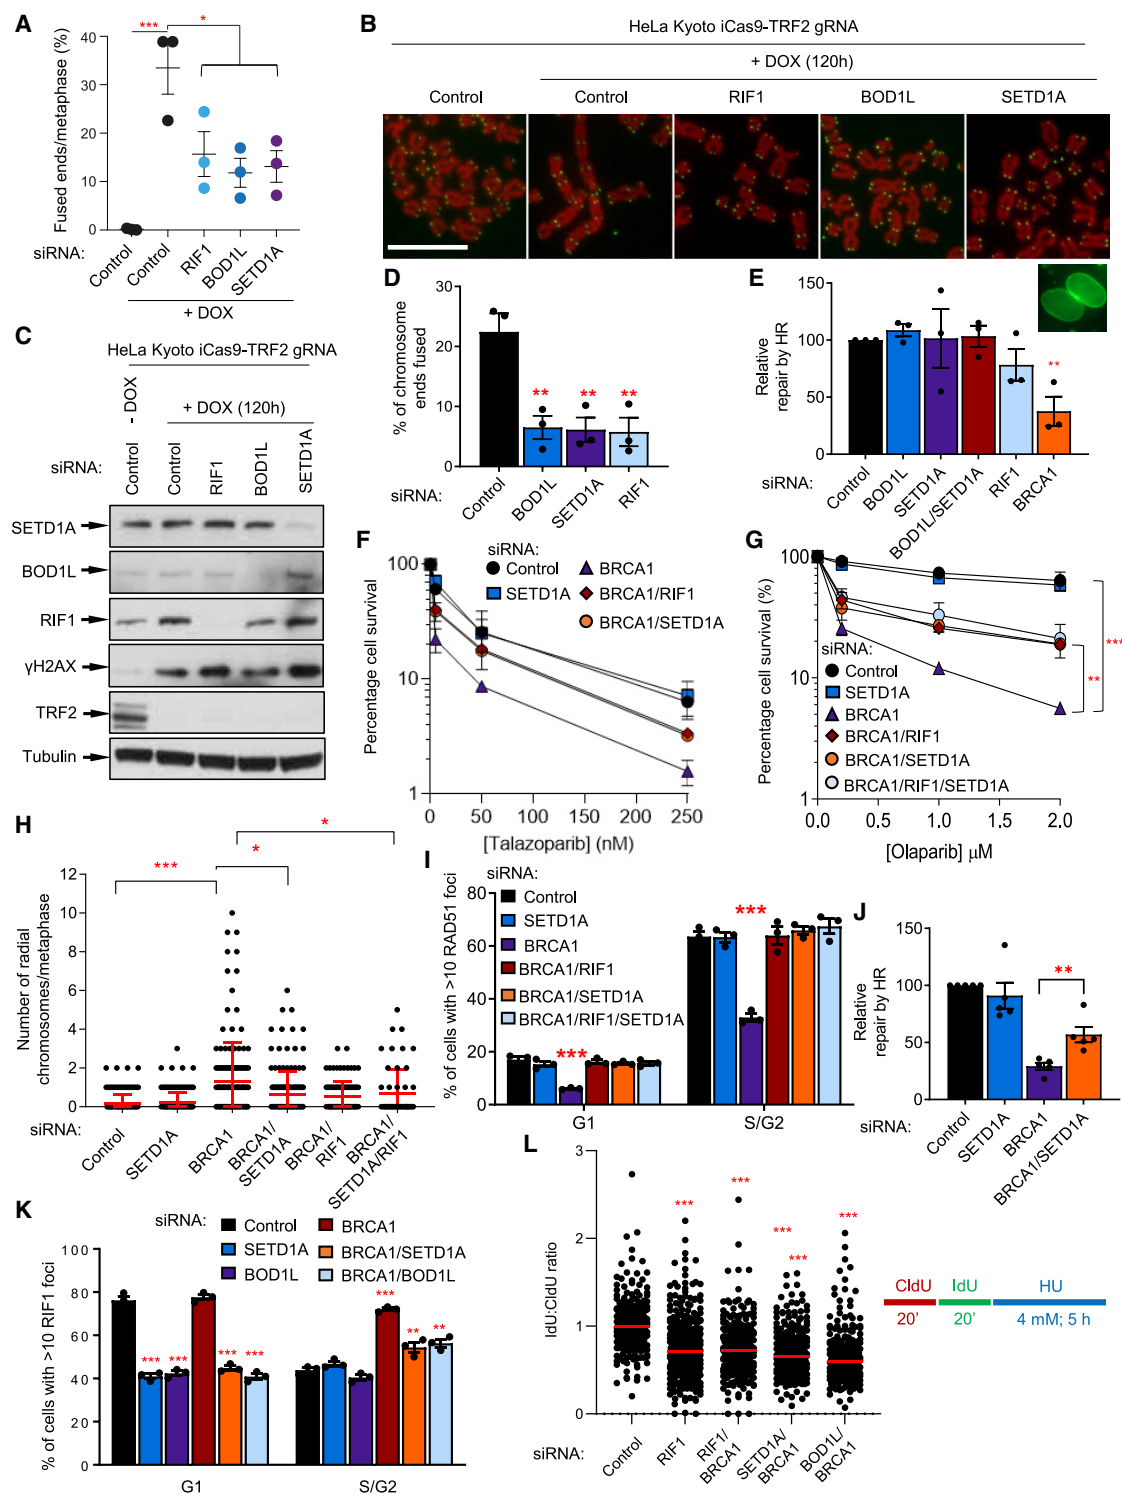 A
Fused ends/metaphase (%)
40
30
20
10
0
***
*
siRNA:
Control
Control
RIF1
BOD1L
SETD1A
+ DOX
B
HeLa Kyoto iCas9-TRF2 gRNA
+ DOX (120h)
Control
Control
RIF1
BOD1L
SETD1A
C
HeLa Kyoto iCas9-TRF2 gRNA
- DOX
+ DOX (120h)
siRNA:
Control
Control
RIF1
BOD1L
SETD1A
SETD1A
BOD1L
RIF1
γH2AX
TRF2
Tubulin
D
% of chromosome
ends fused
30
20
10
0
**
**
**
siRNA:
Control
BOD1L
SETD1A
RIF1
E
Relative
repair by HR
150
100
50
0
**
siRNA:
Control
BOD1L
SETD1A
BOD1L/SETD1A
RIF1
BRCA1
F
Percentage cell survival
100
10
1
siRNA:
Control
SETD1A
BRCA1
BRCA1/RIF1
BRCA1/SETD1A
0
50
100
150
200
250
[Talazoparib] (nM)
G
Percentage cell survival (%)
100
10
1
siRNA:
Control
SETD1A
BRCA1
BRCA1/RIF1
BRCA1/SETD1A
BRCA1/RIF1/SETD1A
**
***
0.0
0.5
1.0
1.5
2.0
[Olaparib] μM
H
Number of radial
chromosomes/metaphase
12
10
8
6
4
2
0
***
*
*
siRNA:
Control
SETD1A
BRCA1
BRCA1/
SETD1A
BRCA1/
RIF1
BRCA1/
SETD1A/RIF1
I
% of cells with >10 RAD51 foci
80
60
40
20
0
siRNA:
Control
SETD1A
BRCA1
BRCA1/RIF1
BRCA1/SETD1A
BRCA1/RIF1/SETD1A
***
***
G1
S/G2
J
Relative
repair by HR
150
100
50
0
**
siRNA:
Control
SETD1A
BRCA1
BRCA1/SETD1A
K
% of cells with >10 RIF1 foci
100
80
60
40
20
0
siRNA:
Control
SETD1A
BOD1L
BRCA1
BRCA1/SETD1A
BRCA1/BOD1L
***
***
***
***
***
**
**
G1
S/G2
L
IdU:CldU ratio
3
2
1
0
***
***
***
***
***
siRNA:
Control
RIF1
RIF1/
BRCA1
SETD1A/
BRCA1
BOD1L/
BRCA1
CldU
IdU
HU
20’
20’
4 mM; 5 h